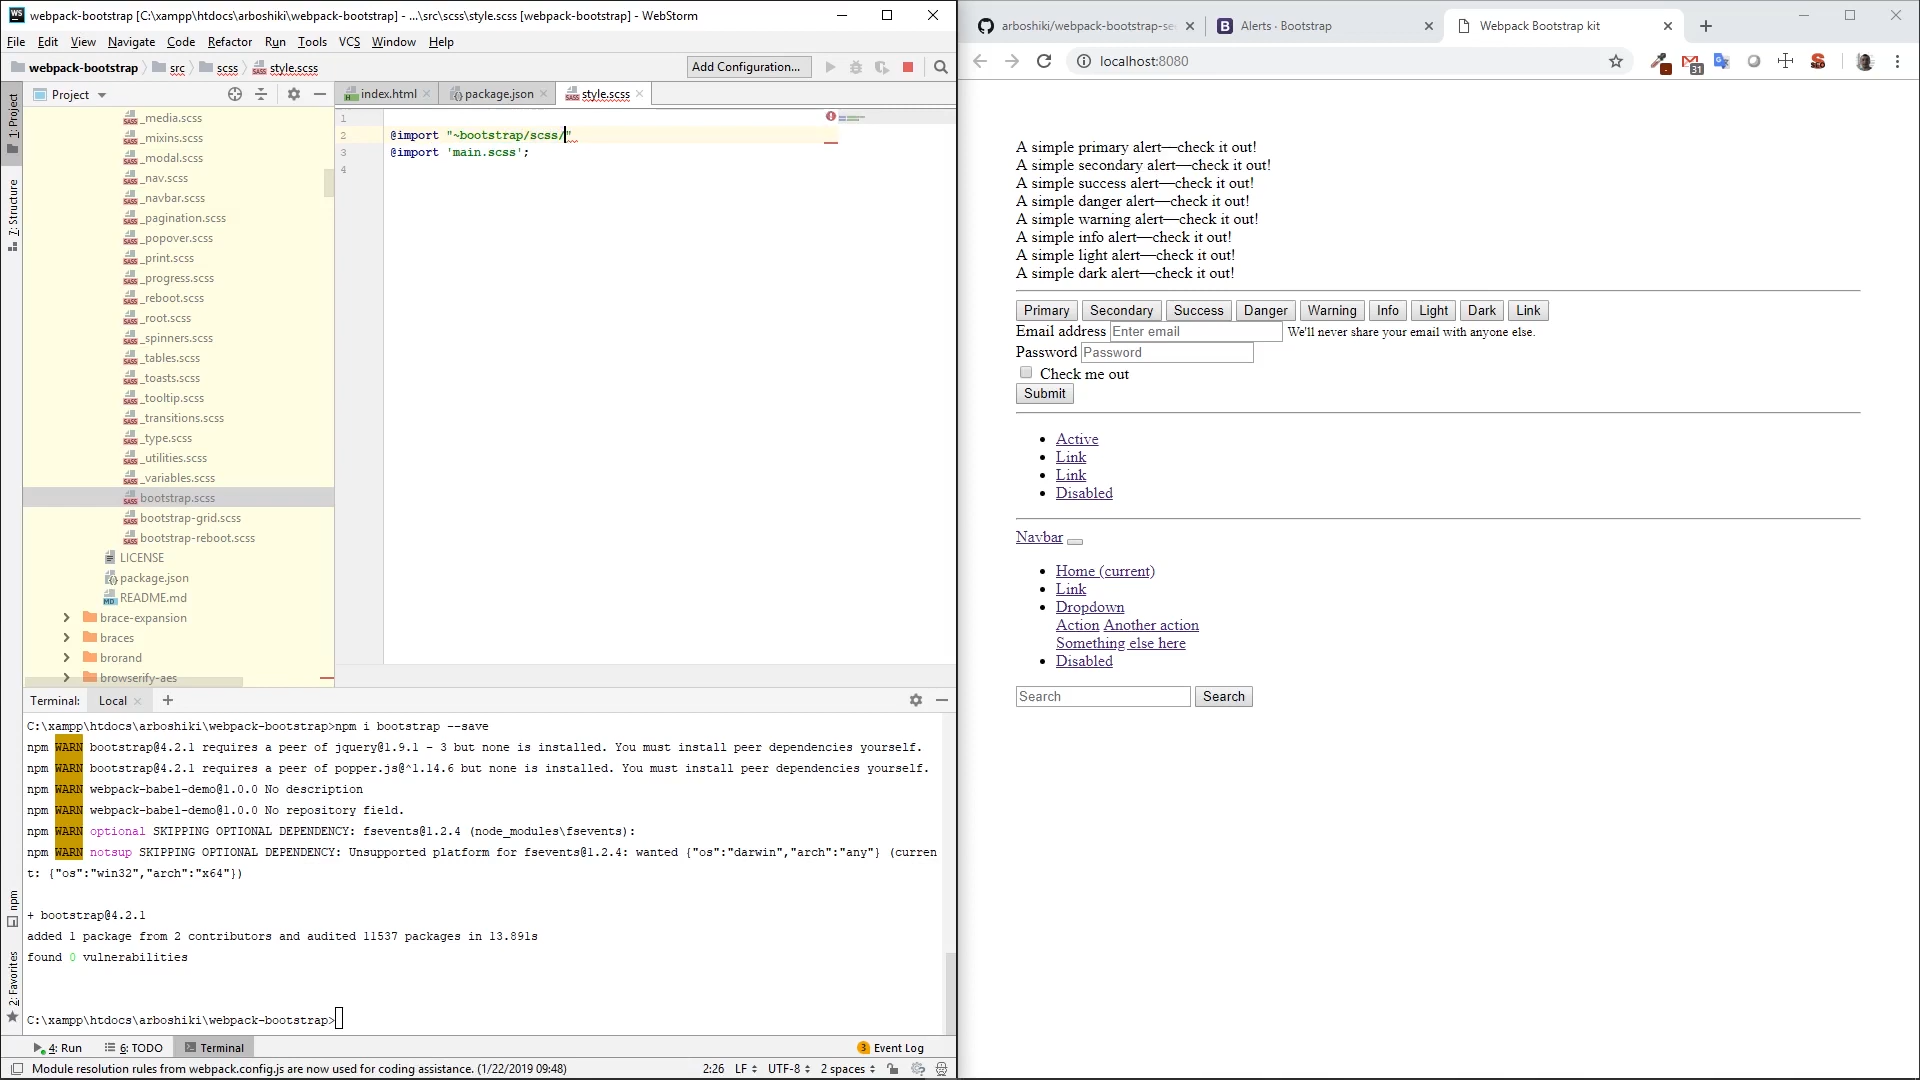 webpack-bootstrap [C:\xampp\htdocs\arboshiki\webpack-bootstrap] - ...\src\scss\style.scss [webpack-bootstrap] - WebStorm
File Edit View Navigate Code Refactor Run Tools VCS Window Help
webpack-bootstrap src scss style.scss
Add Configuration...
1: Project
7: Structure
npm
2: Favorites
Project
_media.scss
_mixins.scss
_modal.scss
_nav.scss
_navbar.scss
_pagination.scss
_popover.scss
_print.scss
_progress.scss
_reboot.scss
_root.scss
_spinners.scss
_tables.scss
_toasts.scss
_tooltip.scss
_transitions.scss
_type.scss
_utilities.scss
_variables.scss
bootstrap.scss
bootstrap-grid.scss
bootstrap-reboot.scss
LICENSE
package.json
README.md
brace-expansion
braces
brorand
browserify-aes
index.html package.json style.scss
1
2 @import "~bootstrap/scss/"
3 @import 'main.scss';
4
Terminal: Local
C:\xampp\htdocs\arboshiki\webpack-bootstrap>npm i bootstrap --save
npm WARN bootstrap@4.2.1 requires a peer of jquery@1.9.1 - 3 but none is installed. You must install peer dependencies yourself.
npm WARN bootstrap@4.2.1 requires a peer of popper.js@^1.14.6 but none is installed. You must install peer dependencies yourself.
npm WARN webpack-babel-demo@1.0.0 No description
npm WARN webpack-babel-demo@1.0.0 No repository field.
npm WARN optional SKIPPING OPTIONAL DEPENDENCY: fsevents@1.2.4 (node_modules\fsevents):
npm WARN notsup SKIPPING OPTIONAL DEPENDENCY: Unsupported platform for fsevents@1.2.4: wanted {"os":"darwin","arch":"any"} (curren
t: {"os":"win32","arch":"x64"})
+ bootstrap@4.2.1
added 1 package from 2 contributors and audited 11537 packages in 13.891s
found 0 vulnerabilities
C:\xampp\htdocs\arboshiki\webpack-bootstrap>
4: Run 6: TODO Terminal 3 Event Log
Module resolution rules from webpack.config.js are now used for coding assistance. (1/22/2019 09:48) 2:26 LF UTF-8 2 spaces
arboshiki/webpack-bootstrap-se Alerts · Bootstrap Webpack Bootstrap kit
localhost:8080
31
A simple primary alert—check it out!
A simple secondary alert—check it out!
A simple success alert—check it out!
A simple danger alert—check it out!
A simple warning alert—check it out!
A simple info alert—check it out!
A simple light alert—check it out!
A simple dark alert—check it out!
Primary Secondary Success Danger Warning Info Light Dark Link
Email address Enter email We'll never share your email with anyone else.
Password Password
Check me out
Submit
Active
Link
Link
Disabled
Navbar
Home (current)
Link
Dropdown
Action Another action
Something else here
Disabled
Search Search